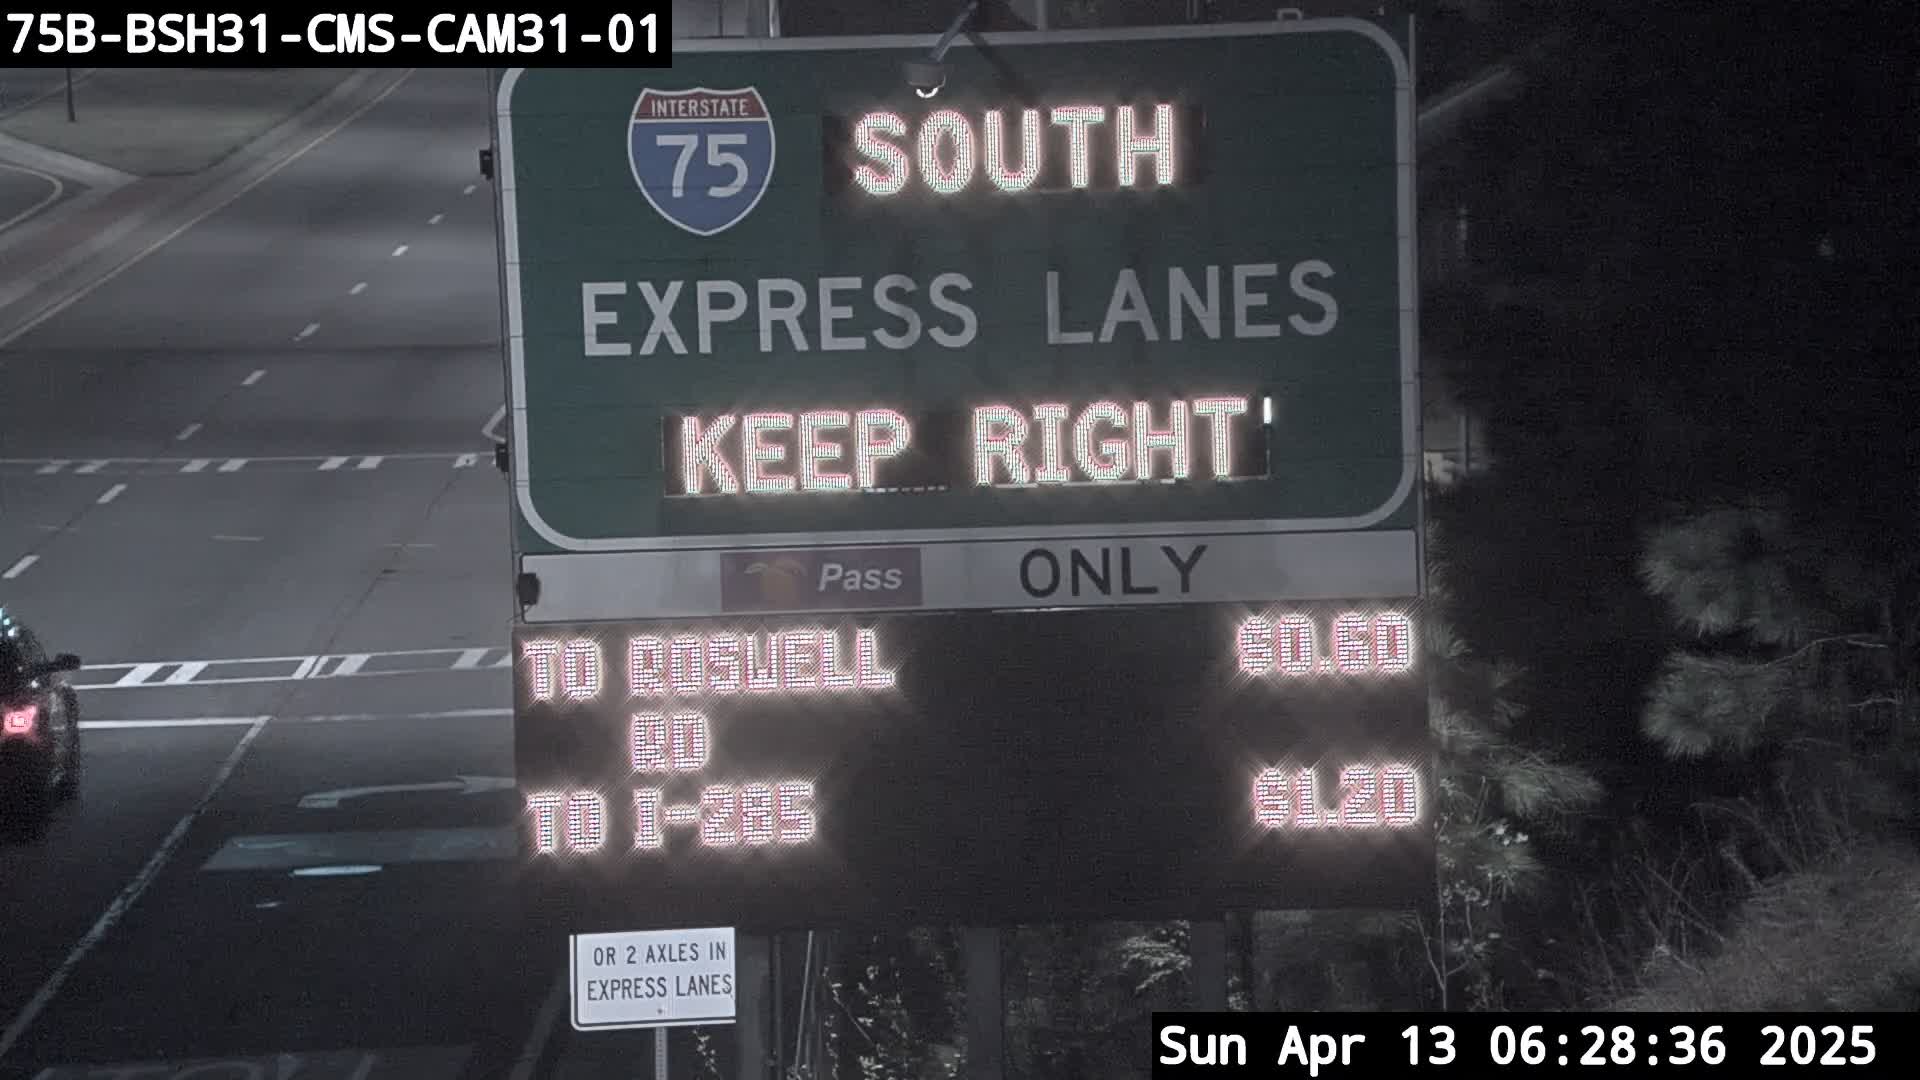 75B-BSH31-CMS-CAM31-01
INTERSTATE
75
SOUTH
EXPRESS LANES
KEEP RIGHT
Pass ONLY
TO ROSWELL $0.60
RD
TO I-285 $1.20
OR 2 AXLES IN
EXPRESS LANES
Sun Apr 13 06:28:36 2025